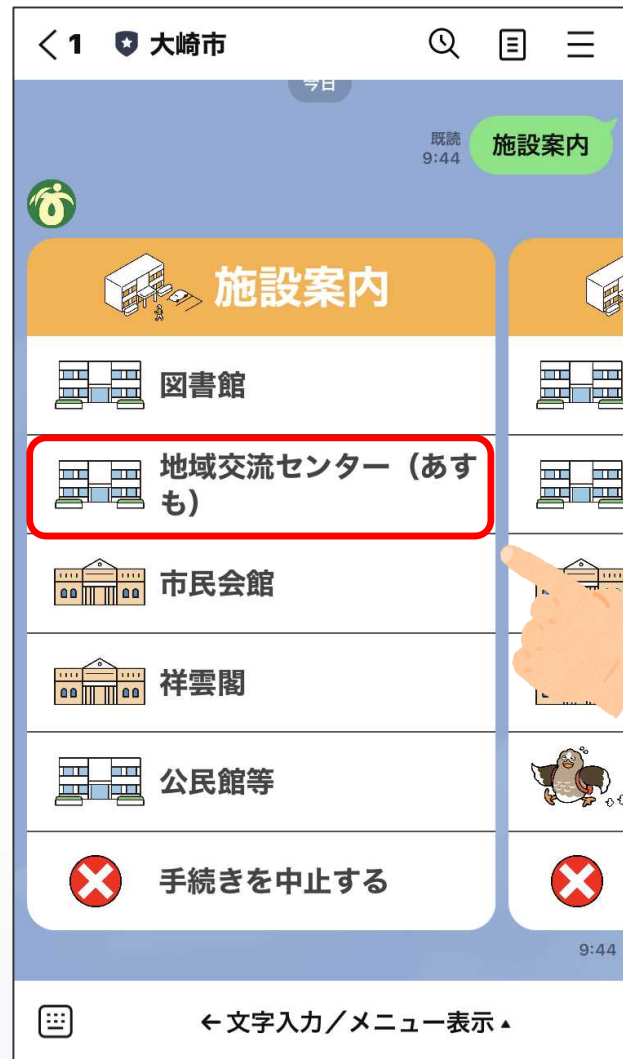 1 大崎市
今日
既読
9:44
施設案内
施設案内
図書館
地域交流センター（あす
も）
市民会館
祥雲閣
公民館等
手続きを中止する
9:44
←文字入力／メニュー表示▲